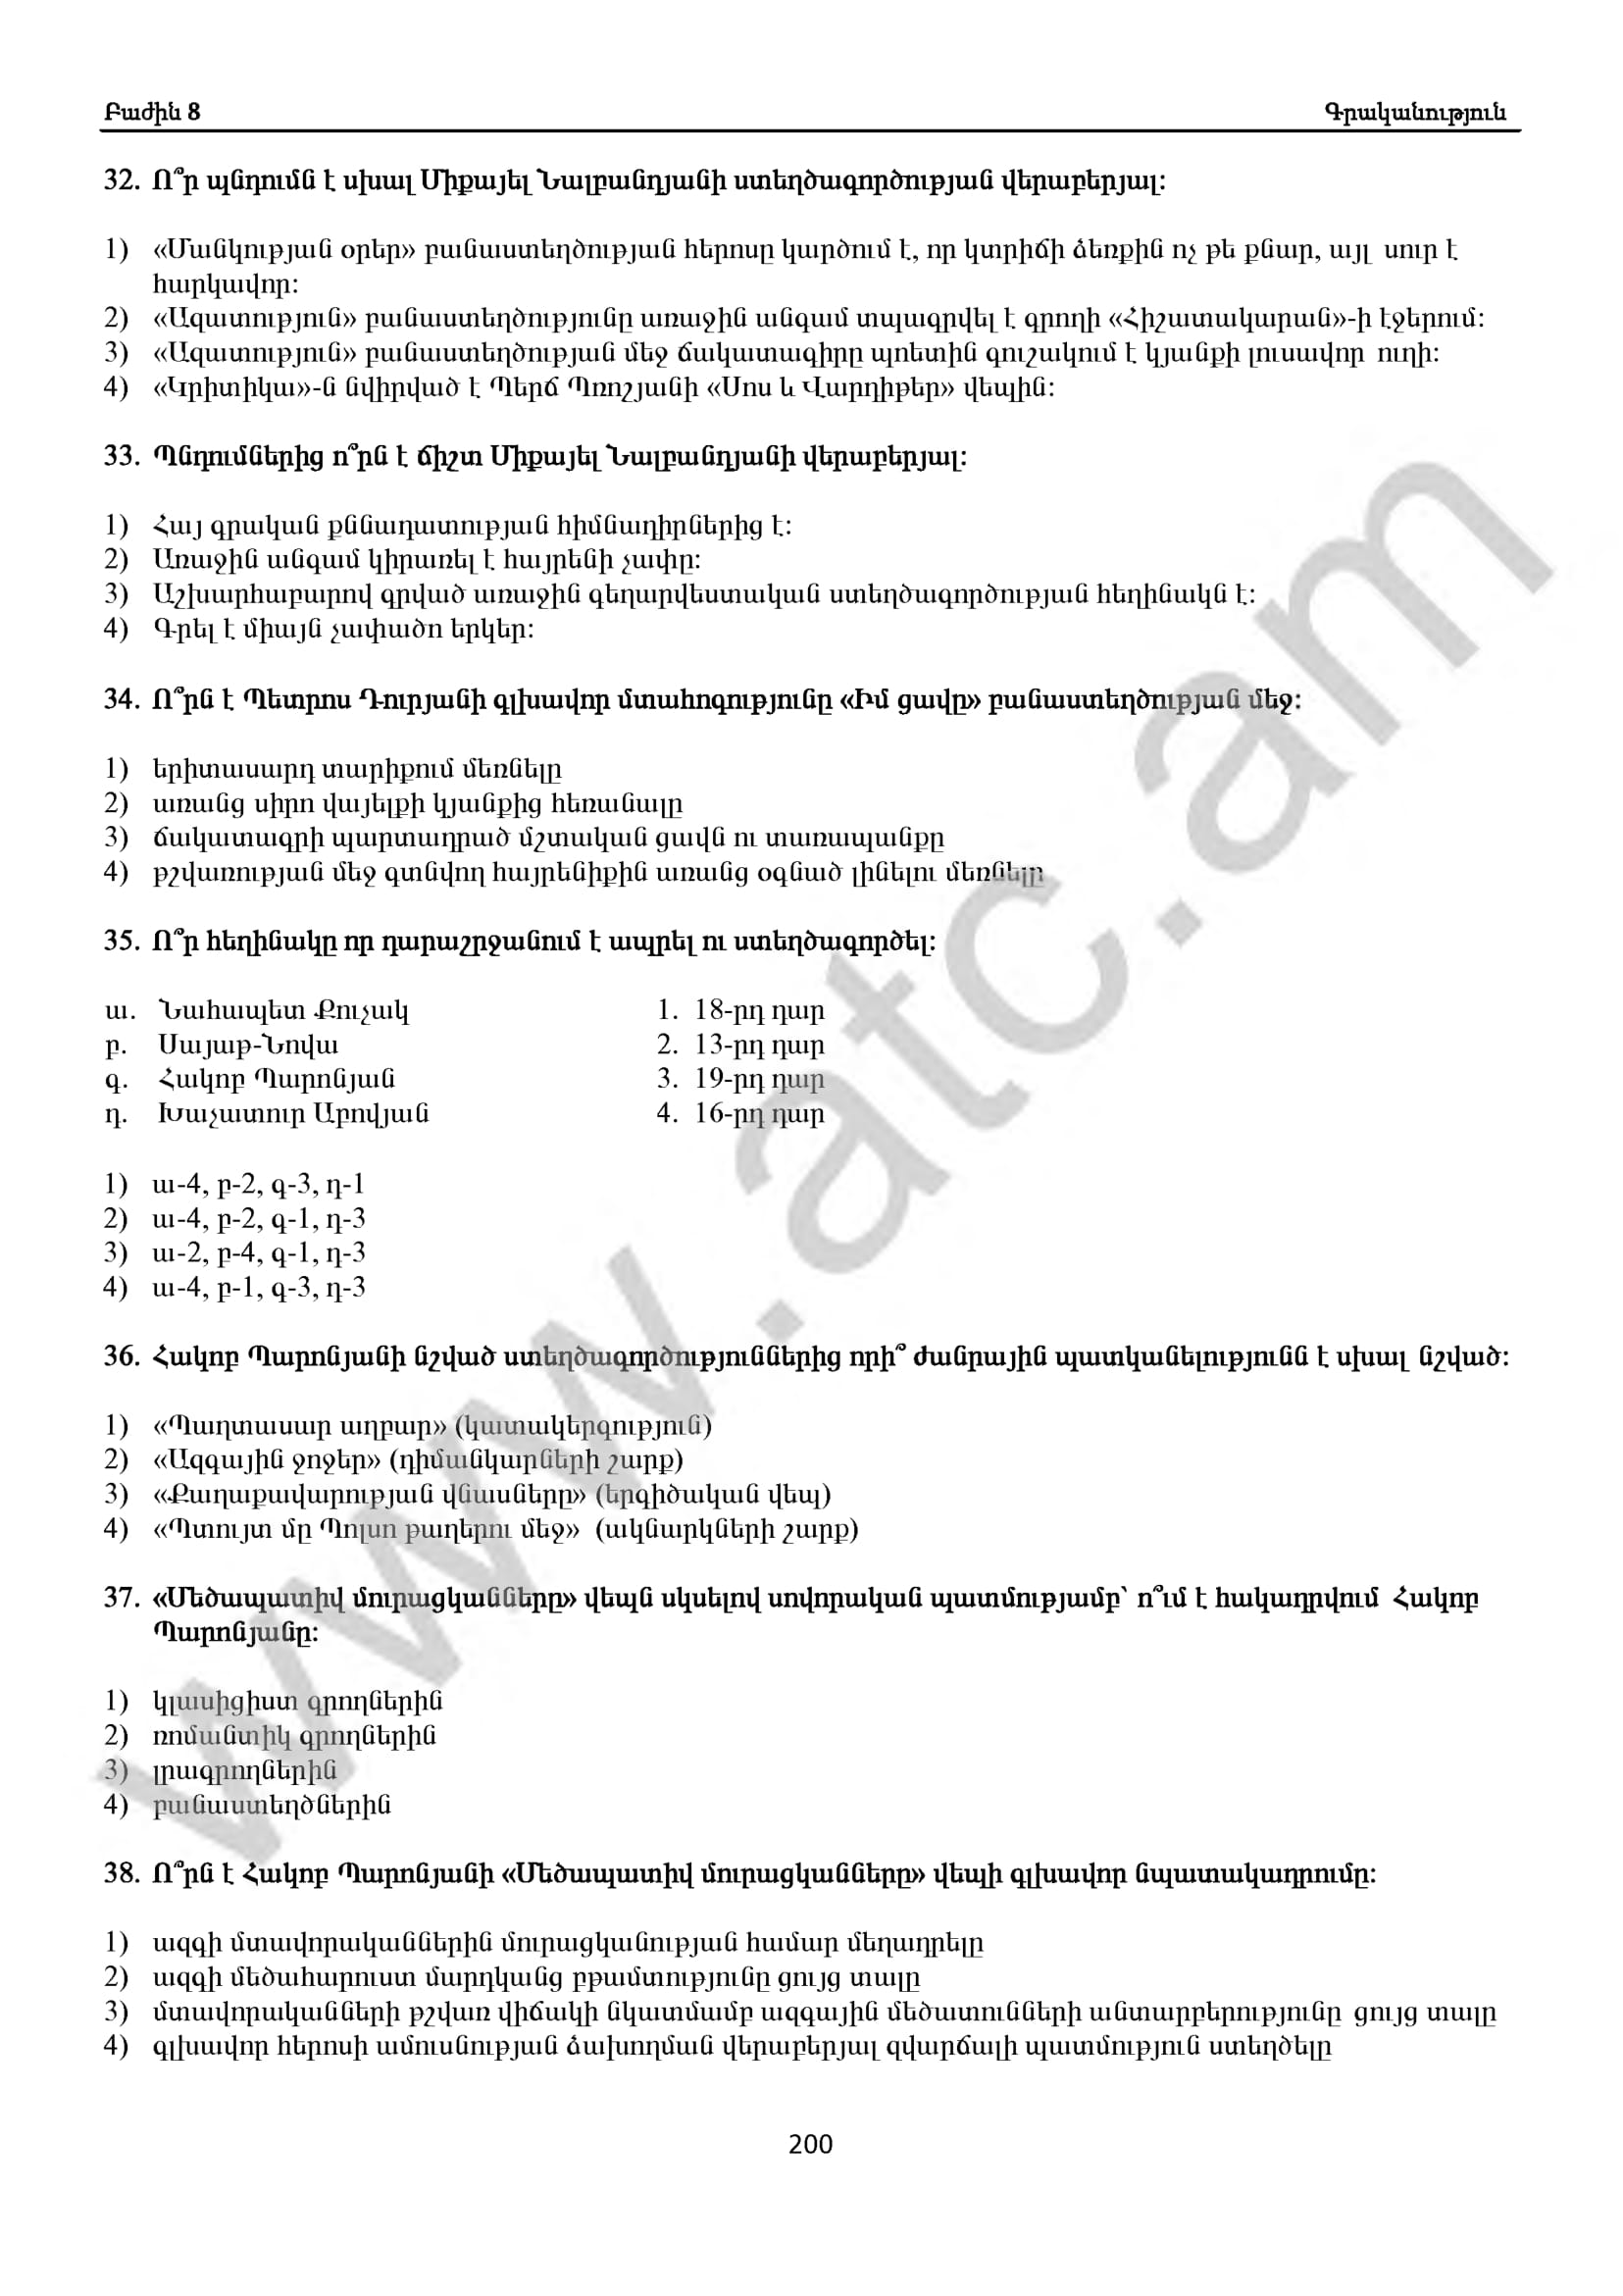 Բաժին 8 Գրականություն
32. Ո՞ր պնդումն է սխալ Միքայել Նալբանդյանի ստեղծագործության վերաբերյալ:
1) «Մանկության օրեր» բանաստեղծության հերոսը կարծում է, որ կտրիճի ձեռքին ոչ թե քնար, այլ սուր է
հարկավոր:
2) «Ազատություն» բանաստեղծությունը առաջին անգամ տպագրվել է գրողի «Հիշատակարան»-ի էջերում:
3) «Ազատություն» բանաստեղծության մեջ ճակատագիրը պոետին գուշակում է կյանքի լուսավոր ուղի:
4) «Կրիտիկա»-ն նվիրված է Պերճ Պռոշյանի «Սոս և Վարդիթեր» վեպին:
33. Պնդումներից ո՞րն է ճիշտ Միքայել Նալբանդյանի վերաբերյալ:
1) Հայ գրական քննադատության հիմնադիրներից է:
2) Առաջին անգամ կիրառել է հայրենի չափը:
3) Աշխարհաբարով գրված առաջին գեղարվեստական ստեղծագործության հեղինակն է:
4) Գրել է միայն չափածո երկեր:
34. Ո՞րն է Պետրոս Դուրյանի գլխավոր մտահոգությունը «Իմ ցավը» բանաստեղծության մեջ:
1) երիտասարդ տարիքում մեռնելը
2) առանց սիրո վայելքի կյանքից հեռանալը
3) ճակատագրի պարտադրած մշտական ցավն ու տառապանքը
4) թշվառության մեջ գտնվող հայրենիքին առանց օգնած լինելու մեռնելը
35. Ո՞ր հեղինակը որ դարաշրջանում է ապրել ու ստեղծագործել:
ա. Նահապետ Քուչակ 1. 18-րդ դար
բ. Սայաթ-Նովա 2. 13-րդ դար
գ. Հակոբ Պարոնյան 3. 19-րդ դար
դ. Խաչատուր Աբովյան 4. 16-րդ դար
1) ա-4, բ-2, գ-3, դ-1
2) ա-4, բ-2, գ-1, դ-3
3) ա-2, բ-4, գ-1, դ-3
4) ա-4, բ-1, գ-3, դ-3
36. Հակոբ Պարոնյանի նշված ստեղծագործություններից որի՞ ժանրային պատկանելությունն է սխալ նշված:
1) «Պաղտասար աղբար» (կատակերգություն)
2) «Ազգային ջոջեր» (դիմանկարների շարք)
3) «Քաղաքավարության վնասները» (երգիծական վեպ)
4) «Պտույտ մը Պոլսո թաղերու մեջ» (ակնարկների շարք)
37. «Մեծապատիվ մուրացկանները» վեպն սկսելով սովորական պատմությամբ՝ ո՞ւմ է հակադրվում Հակոբ
Պարոնյանը:
1) կլասիցիստ գրողներին
2) ռոմանտիկ գրողներին
3) լրագրողներին
4) բանաստեղծներին
38. Ո՞րն է Հակոբ Պարոնյանի «Մեծապատիվ մուրացկանները» վեպի գլխավոր նպատակադրումը:
1) ազգի մտավորականներին մուրացկանության համար մեղադրելը
2) ազգի մեծահարուստ մարդկանց բթամտությունը ցույց տալը
3) մտավորականների թշվառ վիճակի նկատմամբ ազգային մեծատունների անտարբերությունը ցույց տալը
4) գլխավոր հերոսի ամուսնության ձախողման վերաբերյալ զվարճալի պատմություն ստեղծելը
200
www.atc.am